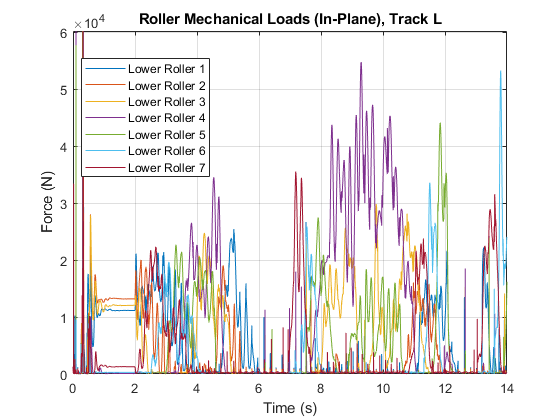 Roller Mechanical Loads (In-Plane), Track L
×10⁴
6
5
4
3
2
1
0
Force (N)
Lower Roller 1
Lower Roller 2
Lower Roller 3
Lower Roller 4
Lower Roller 5
Lower Roller 6
Lower Roller 7
0 2 4 6 8 10 12 14
Time (s)